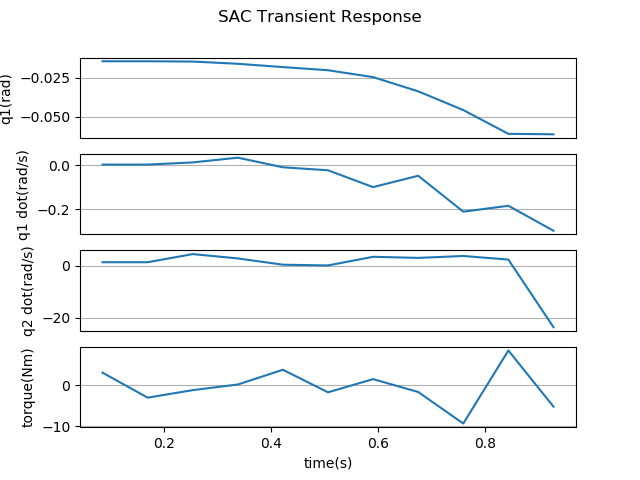 SAC Transient Response
q1(rad)
−0.025
−0.050
q1 dot(rad/s)
0.0
−0.2
q2 dot(rad/s)
0
−20
torque(Nm)
0
−10
0.2 0.4 0.6 0.8
time(s)